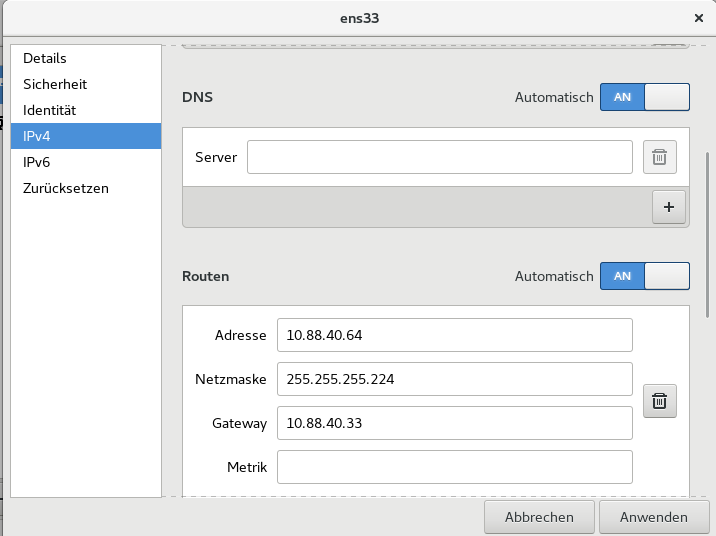 ens33
Details
Sicherheit
Identität
IPv4
IPv6
Zurücksetzen
DNS Automatisch AN
Server
+
Routen Automatisch AN
Adresse 10.88.40.64
Netzmaske 255.255.255.224
Gateway 10.88.40.33
Metrik
Abbrechen Anwenden